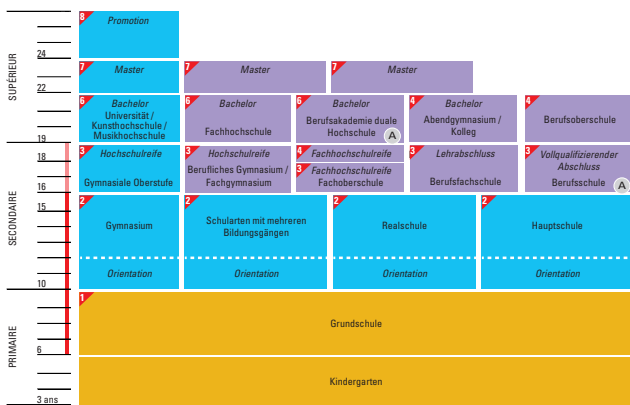 SUPÉRIEUR
SECONDAIRE
PRIMAIRE
24
22
19
18
16
15
10
6
3 ans
8
Promotion
7
Master
7
Master
7
Master
6
Bachelor
Universität /
Kunsthochschule /
Musikhochschule
6
Bachelor
Fachhochschule
6
Bachelor
Berufsakademie duale
Hochschule
A
4
Bachelor
Abendgymnasium /
Kolleg
4
Berufsoberschule
3
Hochschulreife
Gymnasiale Oberstufe
3
Hochschulreife
Berufliches Gymnasium /
Fachgymnasium
4
Fachhochschulreife
3
Fachhochschulreife
Fachoberschule
3
Lehrabschluss
Berufsfachschule
3
Vollqualifizierender
Abschluss
Berufsschule
A
2
Gymnasium
Orientation
2
Schularten mit mehreren
Bildungsgängen
Orientation
2
Realschule
Orientation
2
Hauptschule
Orientation
1
Grundschule
Kindergarten